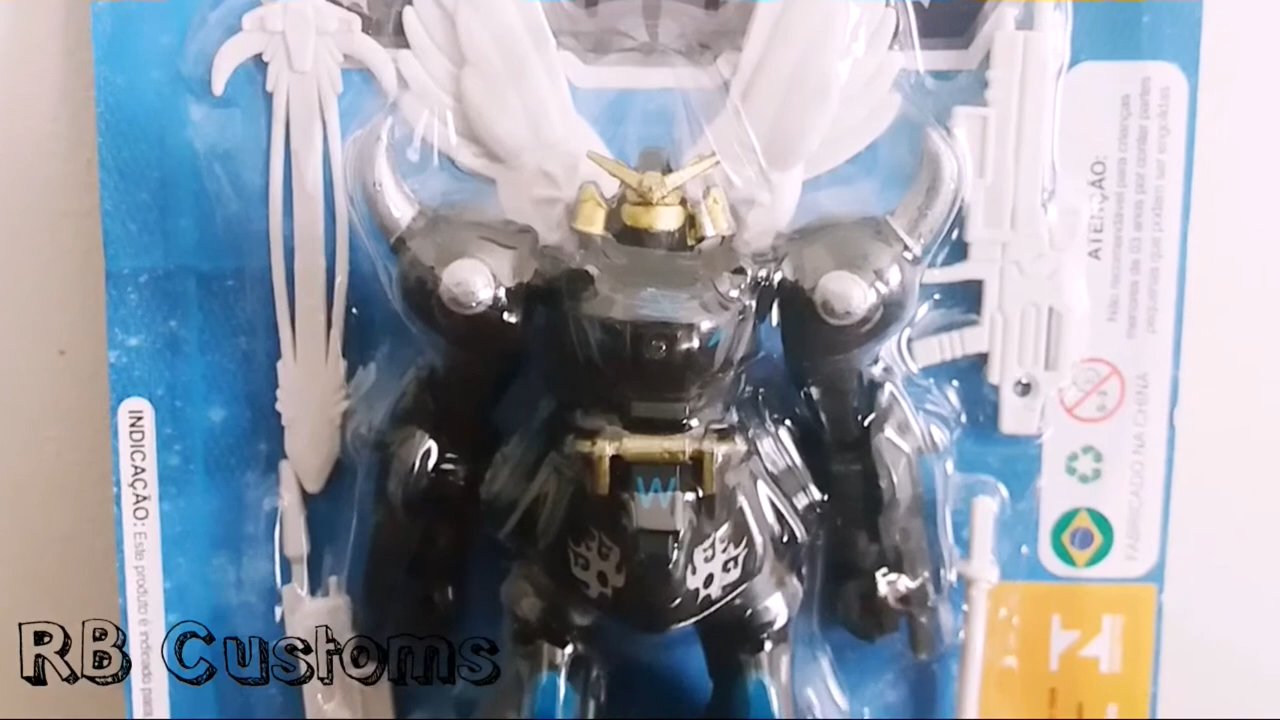 ATENÇÃO:
Não recomendável para crianças
menores de 03 anos por conter partes
pequenas que podem ser engolidas
FABRICADO NA CHINA
INDICAÇÃO: Este produto é indicado para
W
RB Customs